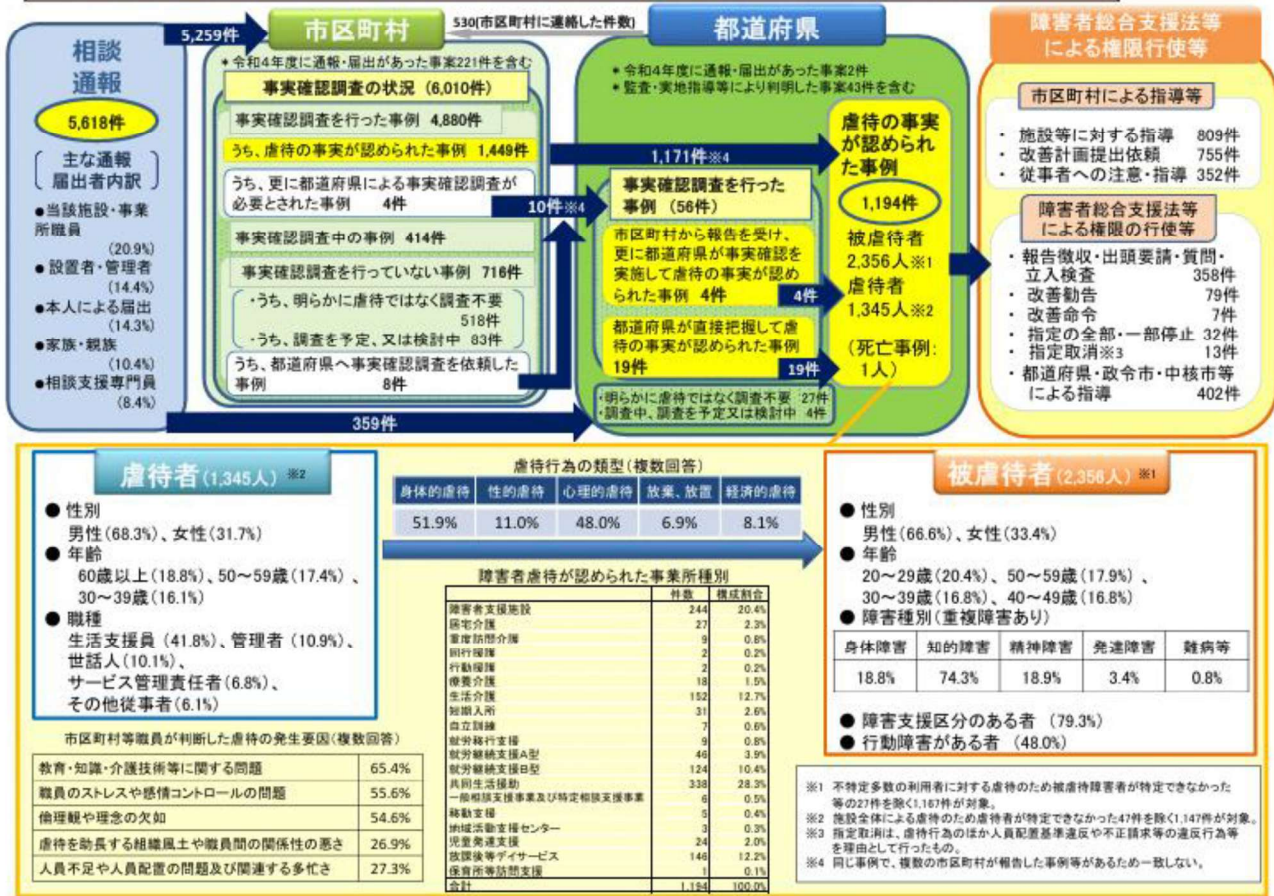 530(市区町村に連絡した件数)
5,259件
市区町村
都道府県
障害者総合支援法等
による権限行使等
相談
通報
5,618件
主な通報
届出者内訳
●当該施設・事業
所職員
(20.9%)
●設置者・管理者
(14.4%)
●本人による届出
(14.3%)
●家族・親族
(10.4%)
●相談支援専門員
(8.4%)
*令和4年度に通報・届出があった事案221件を含む
事実確認調査の状況 (6,010件)
事実確認調査を行った事例 4,880件
うち、虐待の事実が認められた事例 1,449件
うち、更に都道府県による事実確認調査が
必要とされた事例 4件
事実確認調査中の事例 414件
事実確認調査を行っていない事例 716件
・うち、明らかに虐待ではなく調査不要
518件
・うち、調査を予定、又は検討中 83件
うち、都道府県へ事実確認調査を依頼した
事例 8件
359件
*令和4年度に通報・届出があった事案2件
*監査・実地指導等により判明した事案43件を含む
1,171件※4
10件※4
事実確認調査を行った
事例 (56件)
市区町村から報告を受け、
更に都道府県が事実確認を
実施して虐待の事実が認め
られた事例 4件
4件
都道府県が直接把握して虐
待の事実が認められた事例
19件
19件
・明らかに虐待ではなく調査不要 27件
・調査中、調査を予定又は検討中 4件
虐待の事実
が認められ
た事例
1,194件
被虐待者
2,356人※1
虐待者
1,345人※2
(死亡事例:
1人)
市区町村による指導等
・ 施設等に対する指導 809件
・ 改善計画提出依頼 755件
・ 従事者への注意・指導 352件
障害者総合支援法等
による権限の行使等
・ 報告徴収・出頭要請・質問・
立入検査 358件
・ 改善勧告 79件
・ 改善命令 7件
・ 指定の全部・一部停止 32件
・ 指定取消※3 13件
・ 都道府県・政令市・中核市等
による指導 402件
虐待者(1,345人) ※2
● 性別
男性(68.3%)、女性(31.7%)
● 年齢
60歳以上(18.8%)、50～59歳(17.4%)、
30～39歳(16.1%)
● 職種
生活支援員 (41.8%)、管理者 (10.9%)、
世話人(10.1%)、
サービス管理責任者(6.8%)、
その他従事者(6.1%)
市区町村等職員が判断した虐待の発生要因(複数回答)
教育・知識・介護技術等に関する問題 65.4%
職員のストレスや感情コントロールの問題 55.6%
倫理観や理念の欠如 54.6%
虐待を助長する組織風土や職員間の関係性の悪さ 26.9%
人員不足や人員配置の問題及び関連する多忙さ 27.3%
虐待行為の類型(複数回答)
身体的虐待 性的虐待 心理的虐待 放棄、放置 経済的虐待
51.9% 11.0% 48.0% 6.9% 8.1%
障害者虐待が認められた事業所種別
件数 構成割合
障害者支援施設 244 20.4%
居宅介護 27 2.3%
重度訪問介護 9 0.8%
同行援護 2 0.2%
行動援護 2 0.2%
療養介護 18 1.5%
生活介護 152 12.7%
短期入所 31 2.6%
自立訓練 7 0.6%
就労移行支援 9 0.8%
就労継続支援A型 46 3.9%
就労継続支援B型 124 10.4%
共同生活援助 338 28.3%
一般相談支援事業及び特定相談支援事業 6 0.5%
移動支援 5 0.4%
地域活動支援センター 3 0.3%
児童発達支援 24 2.0%
放課後等デイサービス 146 12.2%
保育所等訪問支援 1 0.1%
合計 1,194 100.0%
被虐待者(2,356人) ※1
● 性別
男性(66.6%)、女性(33.4%)
● 年齢
20～29歳(20.4%)、50～59歳(17.9%)、
30～39歳(16.8%)、40～49歳(16.8%)
● 障害種別(重複障害あり)
身体障害 知的障害 精神障害 発達障害 難病等
18.8% 74.3% 18.9% 3.4% 0.8%
● 障害支援区分のある者 (79.3%)
● 行動障害がある者 (48.0%)
※1 不特定多数の利用者に対する虐待のため被虐待障害者が特定できなかった
等の27件を除く1,167件が対象。
※2 施設全体による虐待のため虐待者が特定できなかった47件を除く1,147件が対象。
※3 指定取消は、虐待行為のほか人員配置基準違反や不正請求等の違反行為等
を理由として行ったもの。
※4 同じ事例で、複数の市区町村が報告した事例等があるため一致しない。